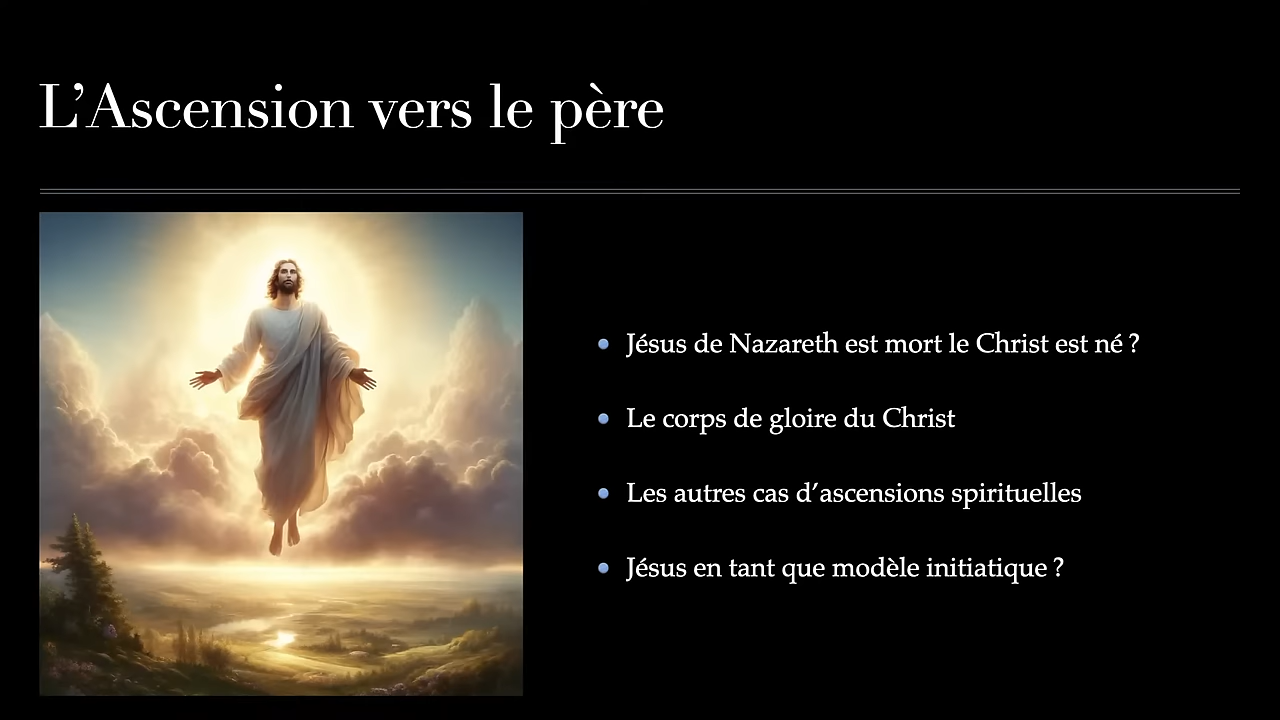 L’Ascension vers le père
Jésus de Nazareth est mort le Christ est né ?
Le corps de gloire du Christ
Les autres cas d’ascensions spirituelles
Jésus en tant que modèle initiatique ?